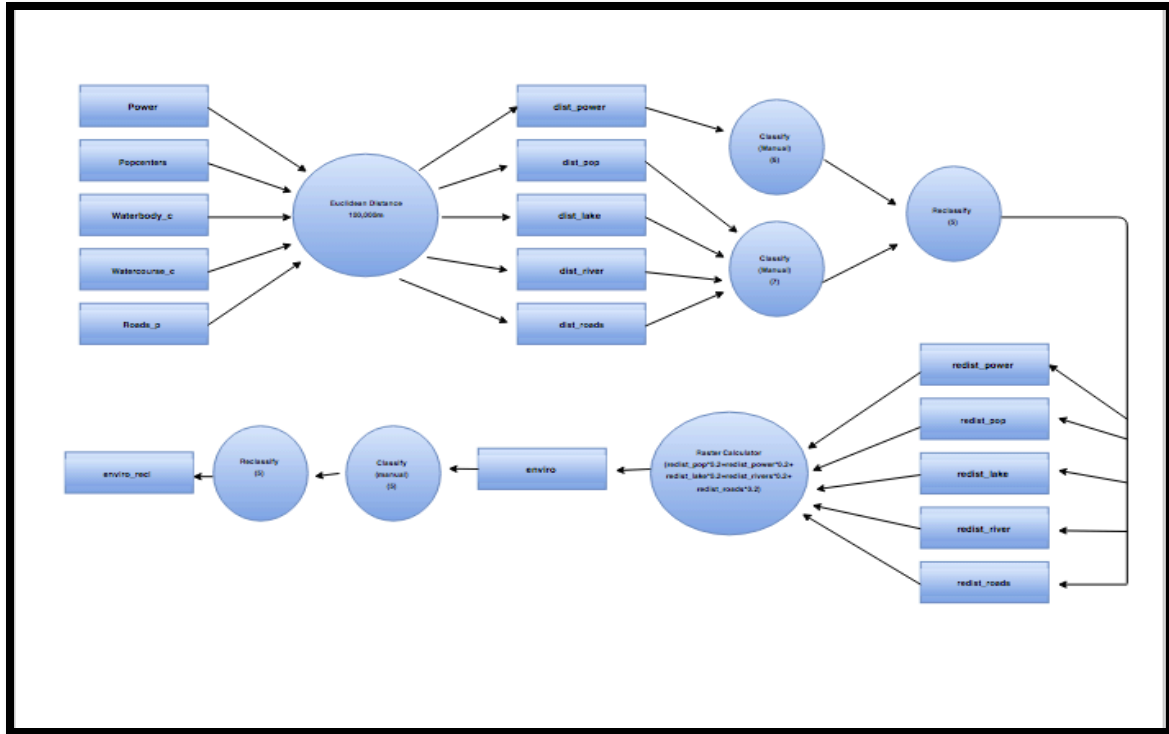 Power
Popcenters
Waterbody_c
Watercourse_c
Roads_p
Euclidean Distance
100,000m
dist_power
dist_pop
dist_lake
dist_river
dist_roads
Classify
(Manual)
(6)
Classify
(Manual)
(7)
Reclassify
(5)
redist_power
redist_pop
redist_lake
redist_river
redist_roads
Raster Calculator
(redist_pop*0.2+redist_power*0.2+
redist_lake*0.2+redist_rivers*0.2+
redist_roads*0.2)
enviro
Classify
(manual)
(5)
Reclassify
(5)
enviro_recl